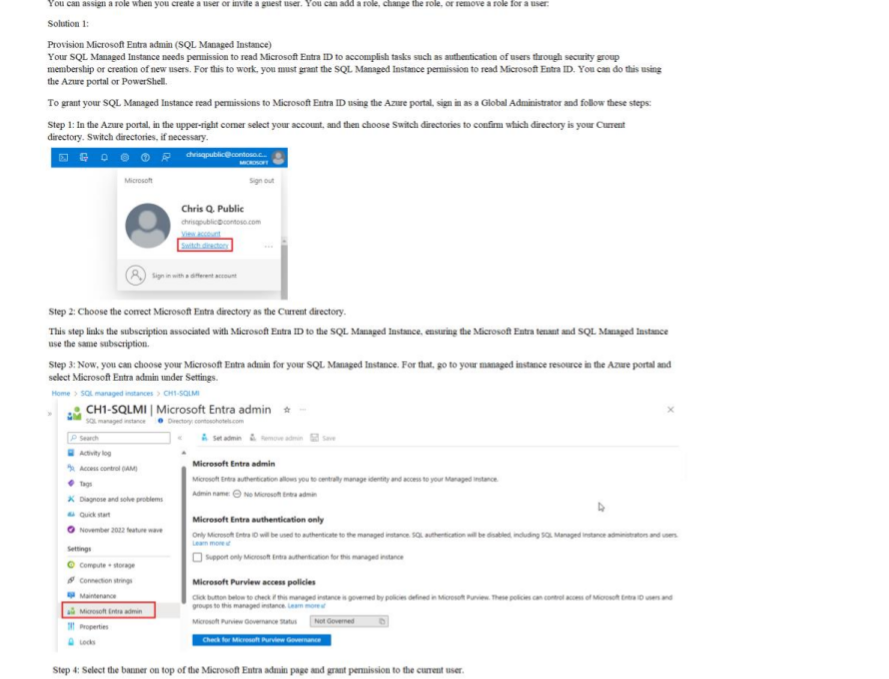 You can assign a role when you create a user or invite a guest user. You can add a role, change the role, or remove a role for a user:
Solution 1:
Provision Microsoft Entra admin (SQL Managed Instance)
Your SQL Managed Instance needs permission to read Microsoft Entra ID to accomplish tasks such as authentication of users through security group
membership or creation of new users. For this to work, you must grant the SQL Managed Instance permission to read Microsoft Entra ID. You can do this using
the Azure portal or PowerShell.
To grant your SQL Managed Instance read permissions to Microsoft Entra ID using the Azure portal, sign in as a Global Administrator and follow these steps:
Step 1: In the Azure portal, in the upper-right corner select your account, and then choose Switch directories to confirm which directory is your Current
directory. Switch directories, if necessary.
chrisqpublic@contoso.c...
MICROSOFT
Microsoft
Sign out
Chris Q. Public
chrisqpublic@contoso.com
View account
Switch directory
...
Sign in with a different account
Step 2: Choose the correct Microsoft Entra directory as the Current directory.
This step links the subscription associated with Microsoft Entra ID to the SQL Managed Instance, ensuring the Microsoft Entra tenant and SQL Managed Instance
use the same subscription.
Step 3: Now, you can choose your Microsoft Entra admin for your SQL Managed Instance. For that, go to your managed instance resource in the Azure portal and
select Microsoft Entra admin under Settings.
Home > SQL managed instances > CH1-SQLMI
CH1-SQLMI | Microsoft Entra admin
SQL managed instance Directory: contosohotels.com
Search
Set admin Remove admin Save
Activity log
Access control (IAM)
Tags
Diagnose and solve problems
Quick start
November 2022 feature wave
Settings
Compute + storage
Connection strings
Maintenance
Microsoft Entra admin
Properties
Locks
Microsoft Entra admin
Microsoft Entra authentication allows you to centrally manage identity and access to your Managed instance.
Admin name: No Microsoft Entra admin
Microsoft Entra authentication only
Only Microsoft Entra ID will be used to authenticate to the managed instance. SQL authentication will be disabled, including SQL Managed Instance administrators and users.
Learn more
Support only Microsoft Entra authentication for this managed instance
Microsoft Purview access policies
Click button below to check if this managed instance is governed by policies defined in Microsoft Purview. These policies can control access of Microsoft Entra ID users and
groups to this managed instance. Learn more
Microsoft Purview Governance Status Not Governed
Check for Microsoft Purview Governance
Step 4: Select the banner on top of the Microsoft Entra admin page and grant permission to the current user.